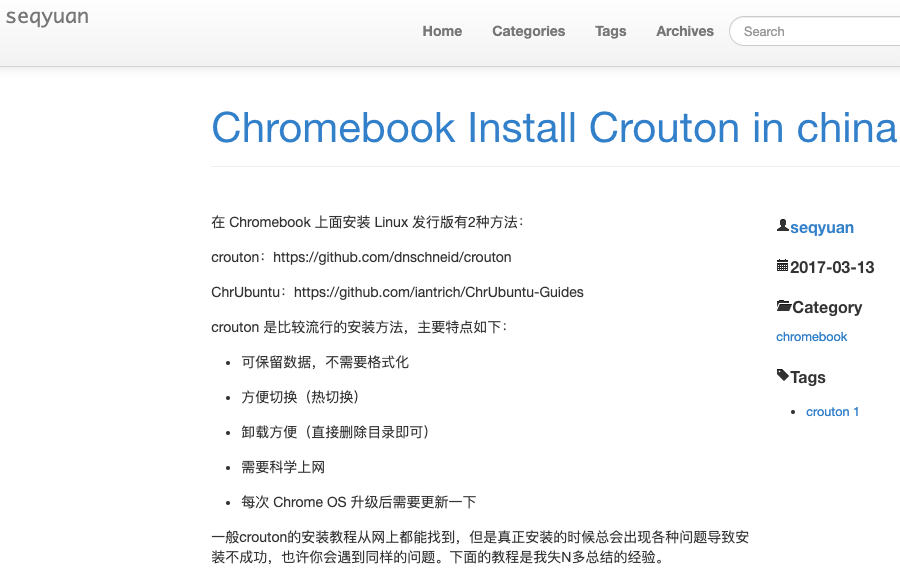 seqyuan
Home Categories Tags Archives Search
Chromebook Install Crouton in china
在 Chromebook 上面安装 Linux 发行版有2种方法：
crouton：https://github.com/dnschneid/crouton
ChrUbuntu：https://github.com/iantrich/ChrUbuntu-Guides
crouton 是比较流行的安装方法，主要特点如下：
可保留数据，不需要格式化
方便切换（热切换）
卸载方便（直接删除目录即可）
需要科学上网
每次 Chrome OS 升级后需要更新一下
一般crouton的安装教程从网上都能找到，但是真正安装的时候总会出现各种问题导致安
装不成功，也许你会遇到同样的问题。下面的教程是我失N多总结的经验。
seqyuan
2017-03-13
Category
chromebook
Tags
crouton 1